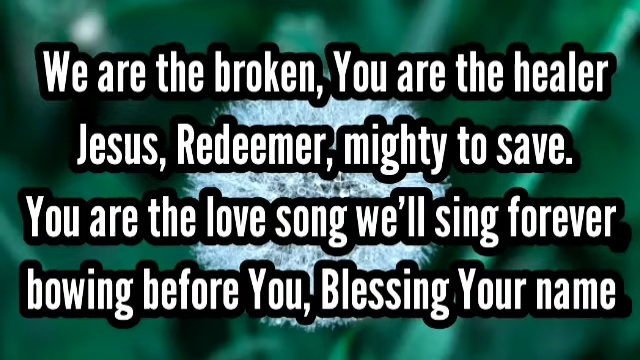 We are the broken, You are the healer
Jesus, Redeemer, mighty to save.
You are the love song we’ll sing forever
bowing before You, Blessing Your name